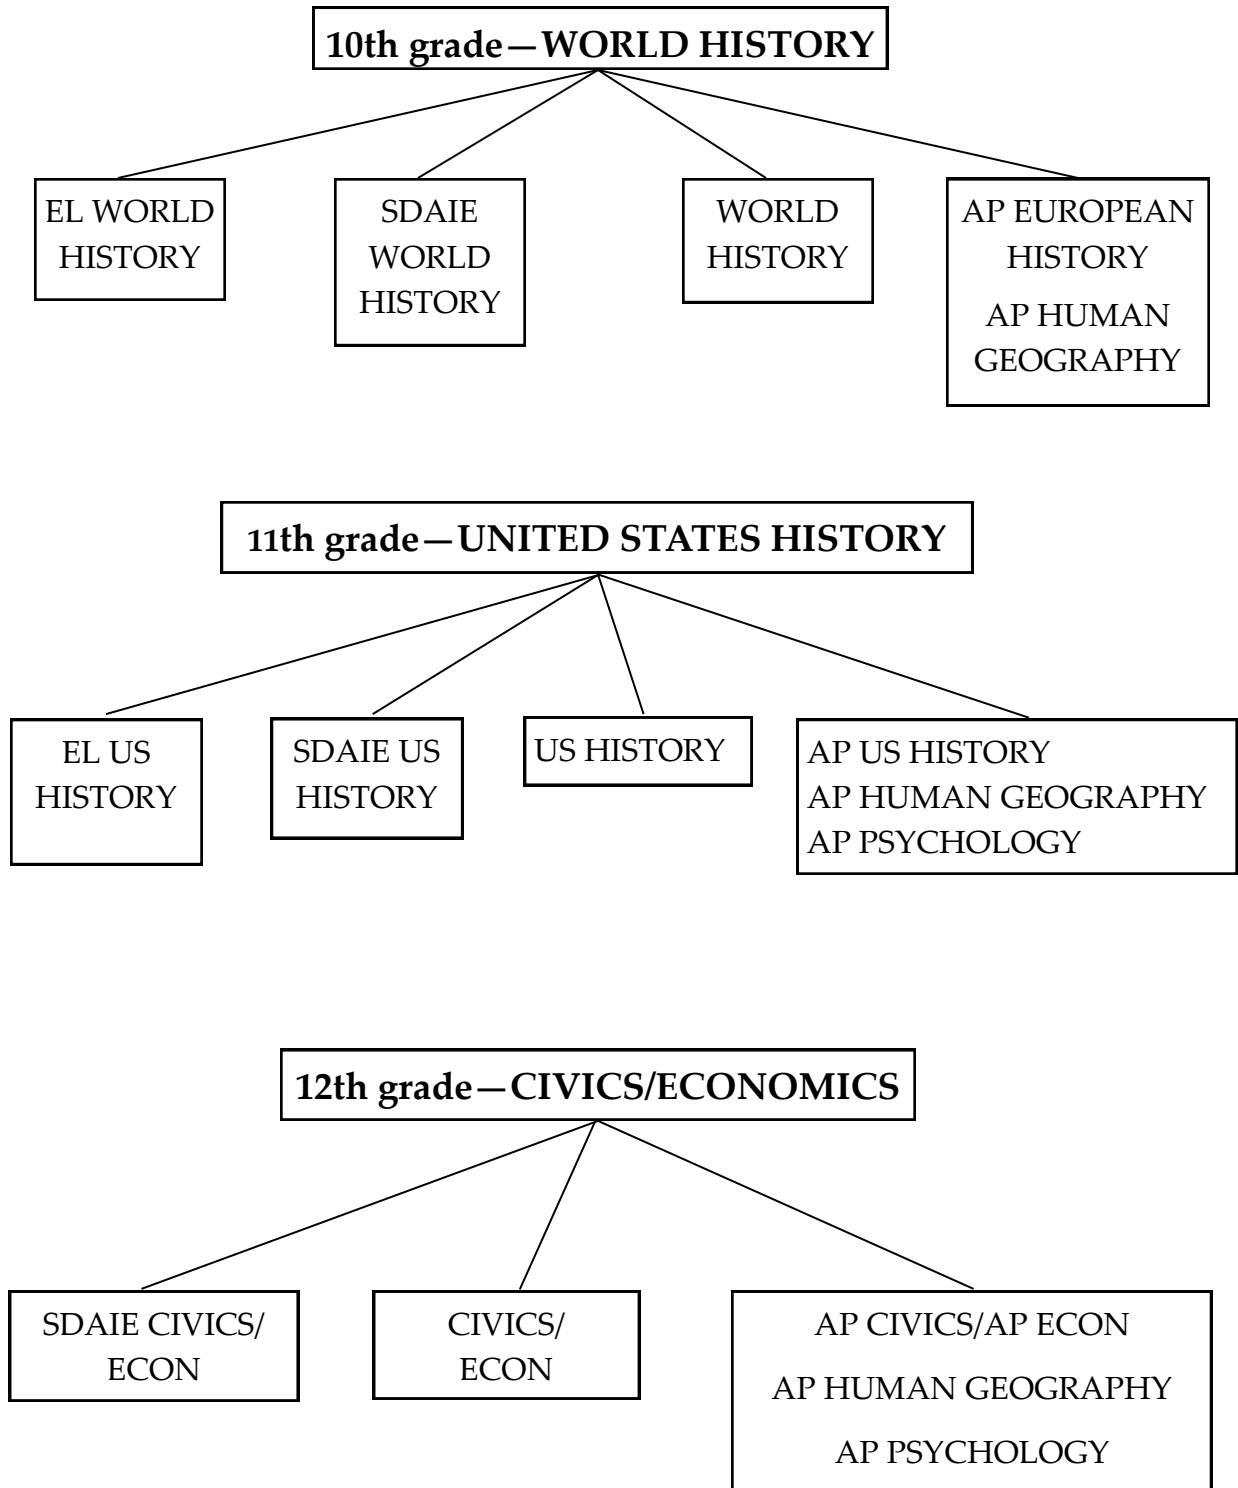 10th grade—WORLD HISTORY
EL WORLD
HISTORY
SDAIE
WORLD
HISTORY
WORLD
HISTORY
AP EUROPEAN
HISTORY
AP HUMAN
GEOGRAPHY
11th grade—UNITED STATES HISTORY
EL US
HISTORY
SDAIE US
HISTORY
US HISTORY
AP US HISTORY
AP HUMAN GEOGRAPHY
AP PSYCHOLOGY
12th grade—CIVICS/ECONOMICS
SDAIE CIVICS/
ECON
CIVICS/
ECON
AP CIVICS/AP ECON
AP HUMAN GEOGRAPHY
AP PSYCHOLOGY